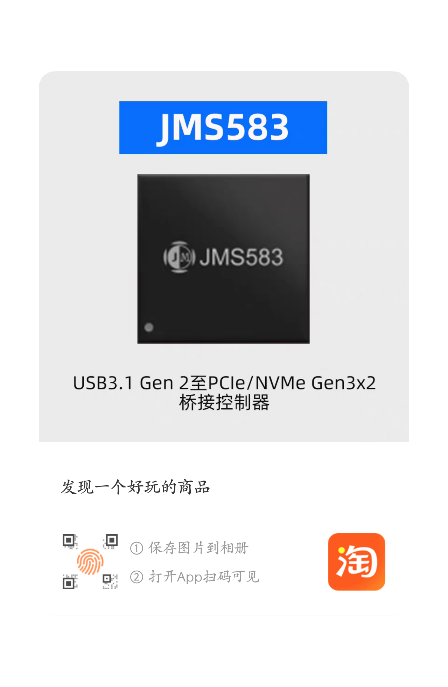 JMS583
JM JMS583
USB3.1 Gen 2至PCIe/NVMe Gen3x2
桥接控制器
发现一个好玩的商品
① 保存图片到相册
② 打开App扫码可见
淘